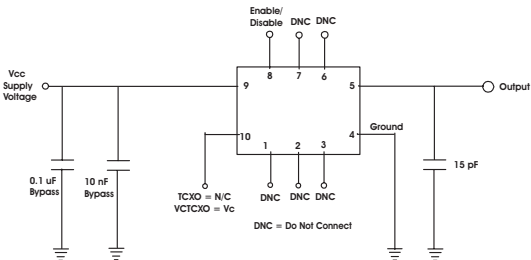 Enable/
Disable DNC DNC
8 7 6
Vcc
Supply
Voltage
9 5 Output
10 4 Ground
1 2 3
0.1 uF
Bypass
10 nF
Bypass
15 pF
TCXO = N/C
VCTCXO = Vc
DNC DNC DNC
DNC = Do Not Connect